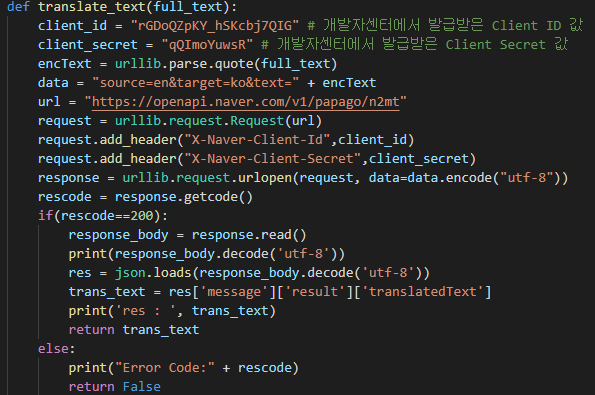 def translate_text(full_text):
    client_id = "rGDoQZpKY_hSKcbj7QIG" # 개발자센터에서 발급받은 Client ID 값
    client_secret = "qQImoYuwsR" # 개발자센터에서 발급받은 Client Secret 값
    encText = urllib.parse.quote(full_text)
    data = "source=en&target=ko&text=" + encText
    url = "https://openapi.naver.com/v1/papago/n2mt"
    request = urllib.request.Request(url)
    request.add_header("X-Naver-Client-Id",client_id)
    request.add_header("X-Naver-Client-Secret",client_secret)
    response = urllib.request.urlopen(request, data=data.encode("utf-8"))
    rescode = response.getcode()
    if(rescode==200):
        response_body = response.read()
        print(response_body.decode('utf-8'))
        res = json.loads(response_body.decode('utf-8'))
        trans_text = res['message']['result']['translatedText']
        print('res : ', trans_text)
        return trans_text
    else:
        print("Error Code:" + rescode)
        return False